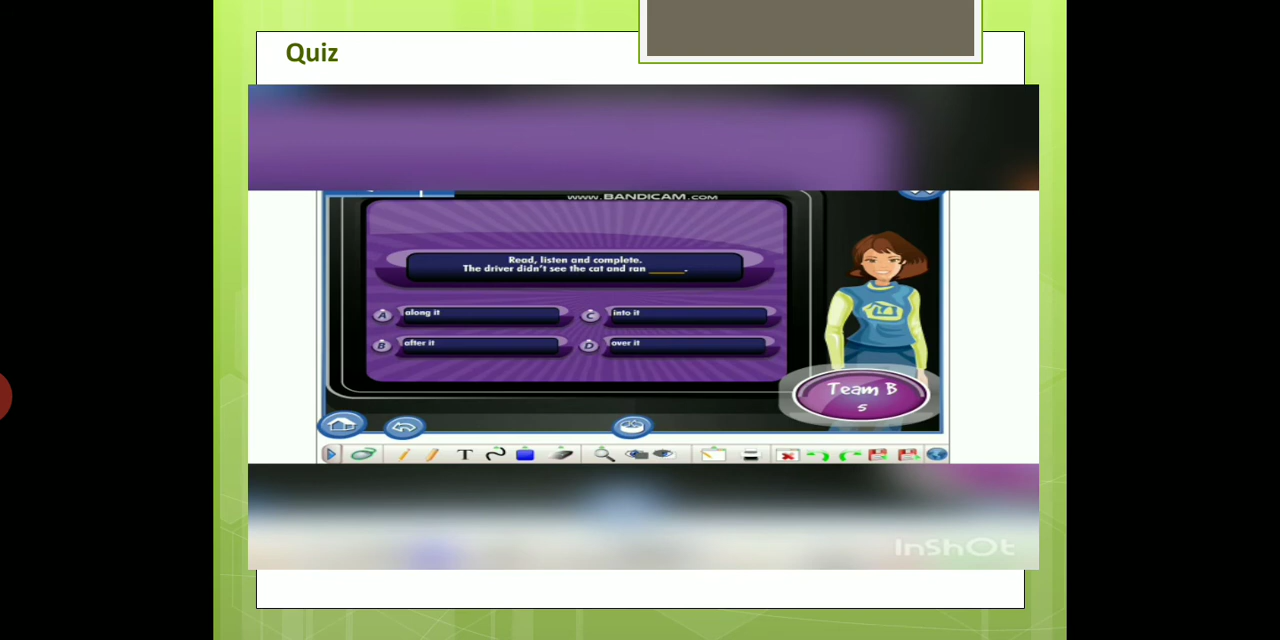 Quiz
www.BANDICAM.com
Read, listen and complete.
The driver didn't see the cat and ran ______.
A along it
C into it
B after it
D over it
Team B
5
T
InShOt